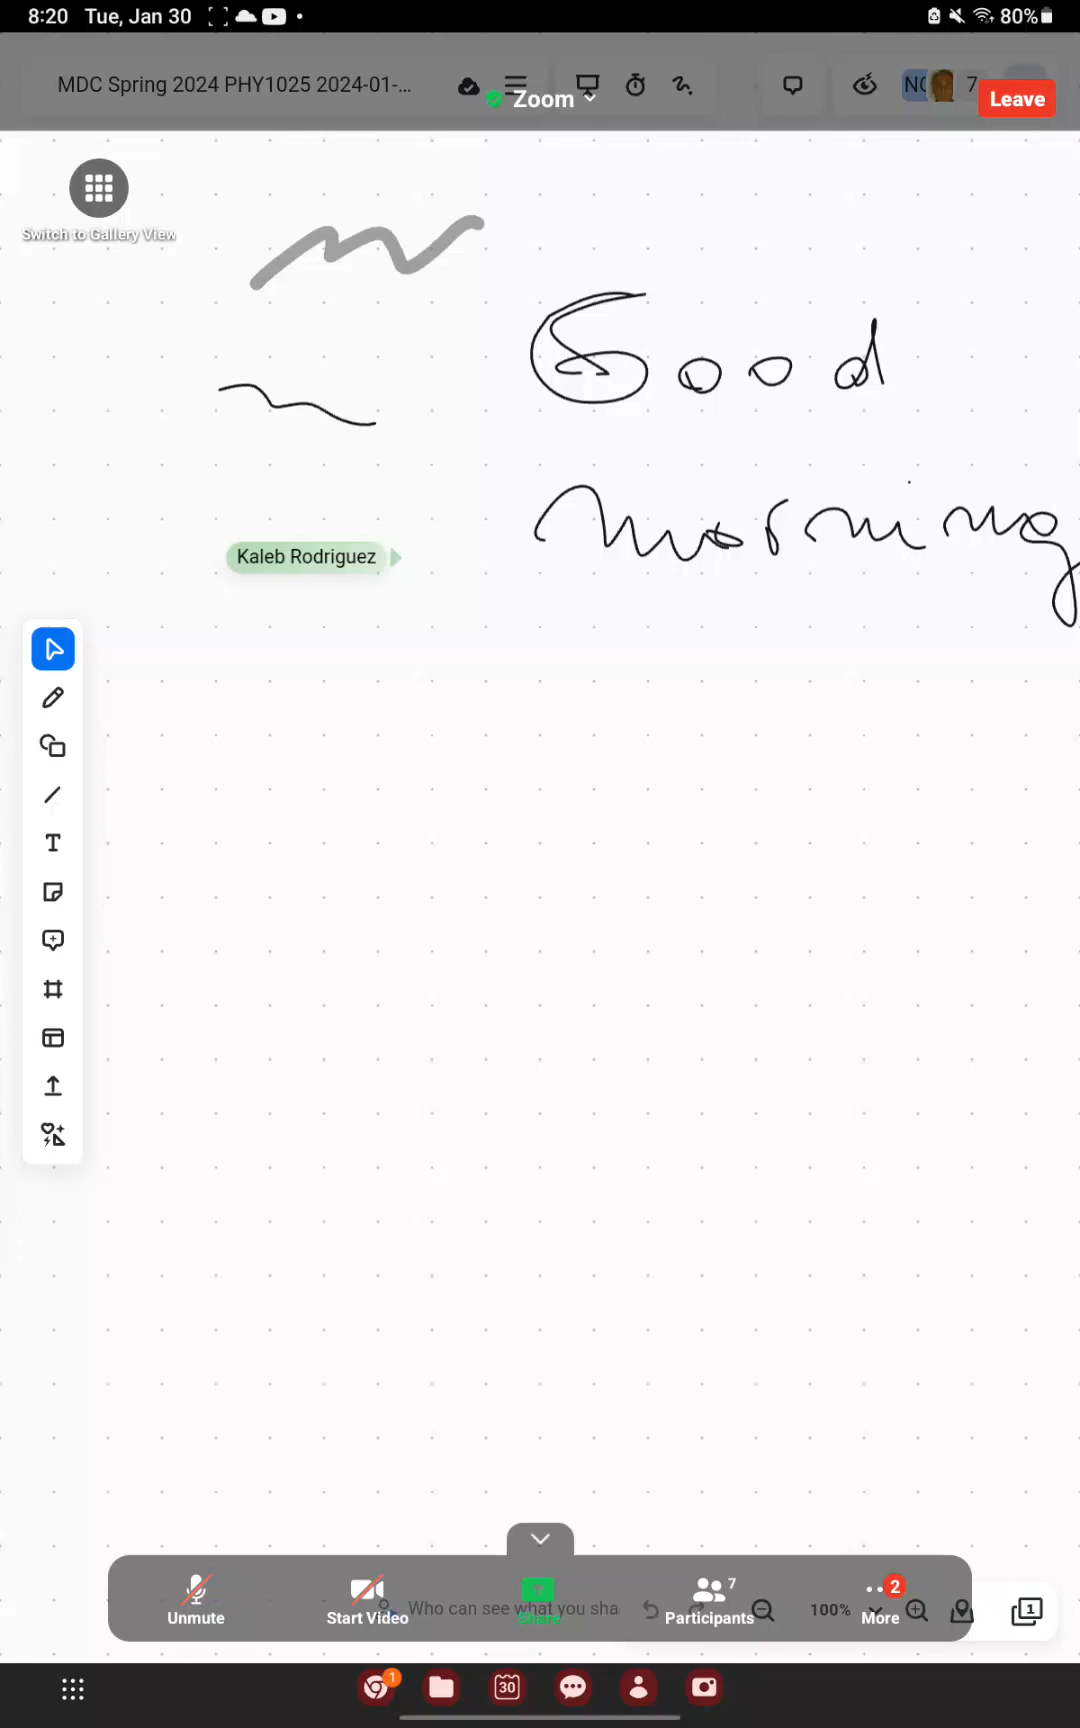 8:20 Tue, Jan 30
80%
MDC Spring 2024 PHY1025 2024-01-...
Zoom
7
Leave
Switch to Gallery View
Good
morning
Kaleb Rodriguez
T
Unmute
Start Video
Who can see what you sha
Share
Participants
7
100%
More
2
1
1
30